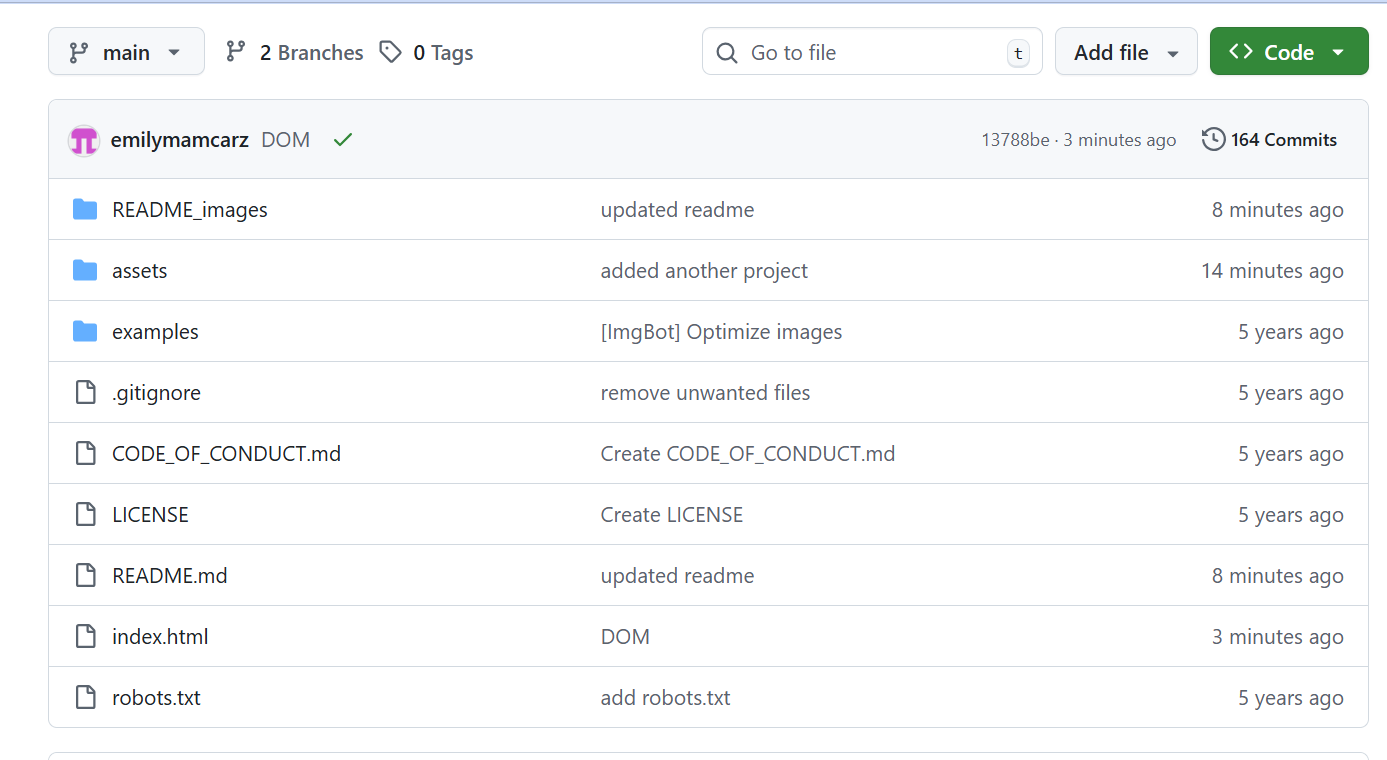 main 2 Branches 0 Tags Go to file t Add file Code
emilymamcarz DOM 13788be · 3 minutes ago 164 Commits
README_images updated readme 8 minutes ago
assets added another project 14 minutes ago
examples [ImgBot] Optimize images 5 years ago
.gitignore remove unwanted files 5 years ago
CODE_OF_CONDUCT.md Create CODE_OF_CONDUCT.md 5 years ago
LICENSE Create LICENSE 5 years ago
README.md updated readme 8 minutes ago
index.html DOM 3 minutes ago
robots.txt add robots.txt 5 years ago